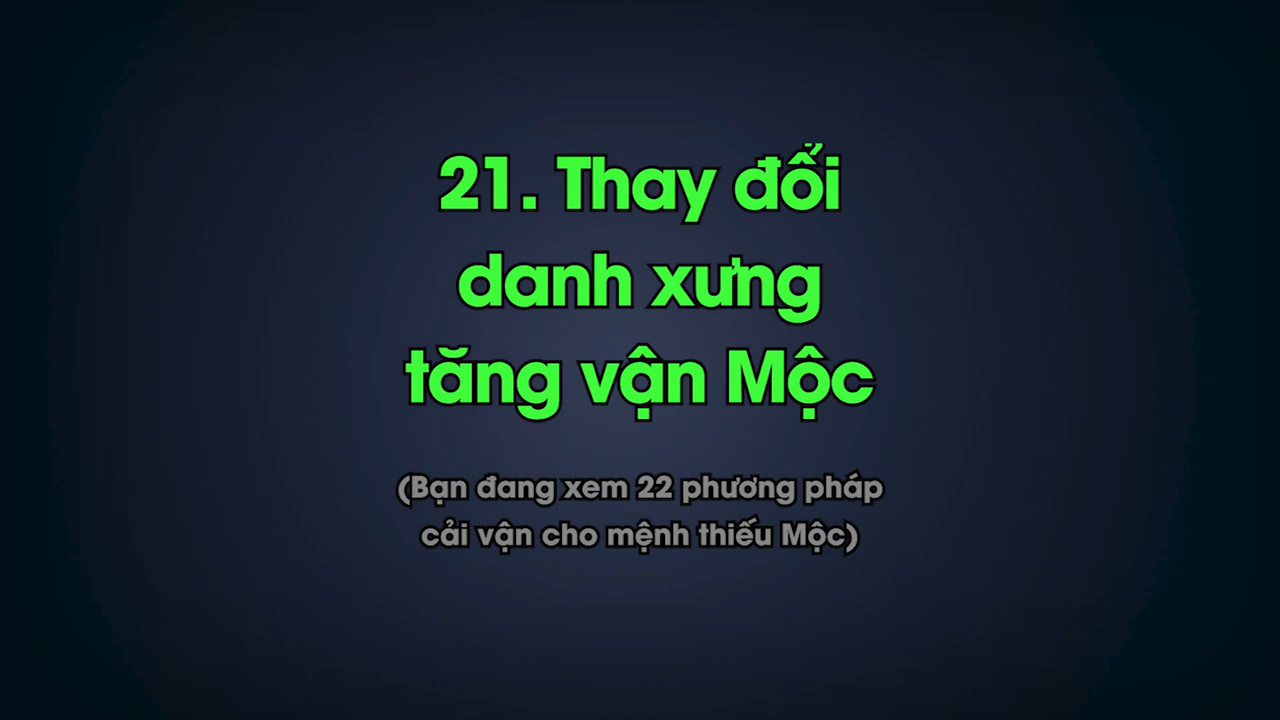 21. Thay đổi
danh xưng
tăng vận Mộc
(Bạn đang xem 22 phương pháp
cải vận cho mệnh thiếu Mộc)